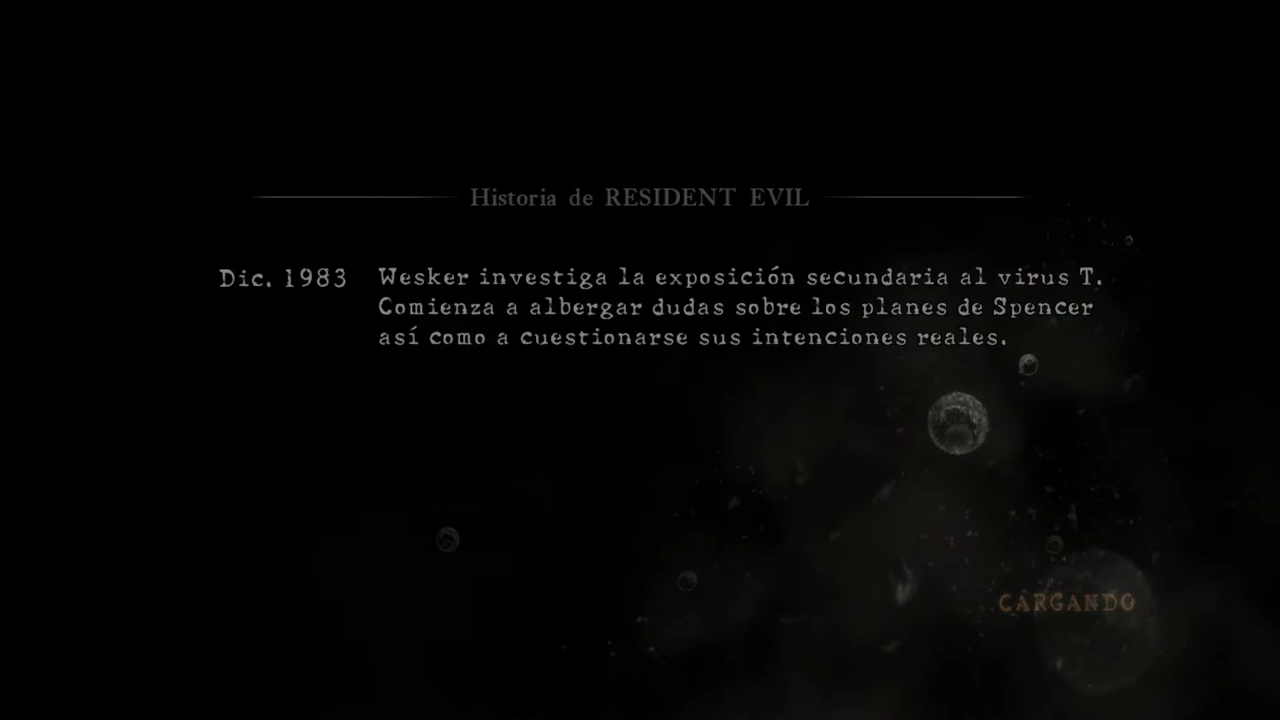 Historia de RESIDENT EVIL
Dic. 1983 Wesker investiga la exposición secundaria al virus T.
Comienza a albergar dudas sobre los planes de Spencer
así como a cuestionarse sus intenciones reales.
CARGANDO